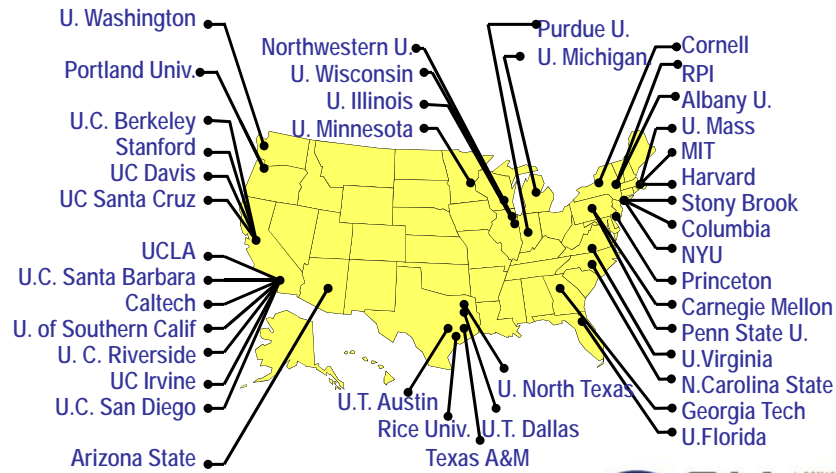 U. Washington
Portland Univ.
U.C. Berkeley
Stanford
UC Davis
UC Santa Cruz
UCLA
U.C. Santa Barbara
Caltech
U. of Southern Calif
U. C. Riverside
UC Irvine
U.C. San Diego
Arizona State
Northwestern U.
U. Wisconsin
U. Illinois
U. Minnesota
Purdue U.
U. Michigan
U.T. Austin
Rice Univ.
Texas A&M
U.T. Dallas
U. North Texas
Cornell
RPI
Albany U.
U. Mass
MIT
Harvard
Stony Brook
Columbia
NYU
Princeton
Carnegie Mellon
Penn State U.
U.Virginia
N.Carolina State
Georgia Tech
U.Florida